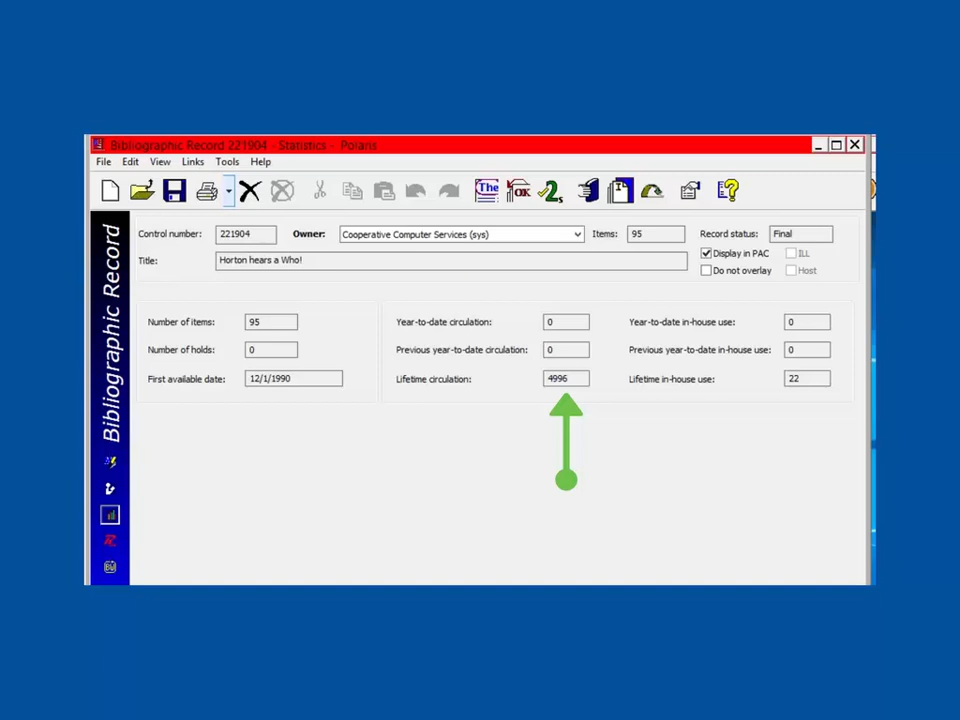 Bibliographic Record 221904 - Statistics - Polaris
File Edit View Links Tools Help
The OK 2s
Bibliographic Record
Control number: 221904 Owner: Cooperative Computer Services (sys) Items: 95 Record status: Final
Display in PAC ILL
Title: Horton hears a Who!
Do not overlay Host
Number of items: 95 Year-to-date circulation: 0 Year-to-date in-house use: 0
Number of holds: 0 Previous year-to-date circulation: 0 Previous year-to-date in-house use: 0
First available date: 12/1/1990 Lifetime circulation: 4996 Lifetime in-house use: 22